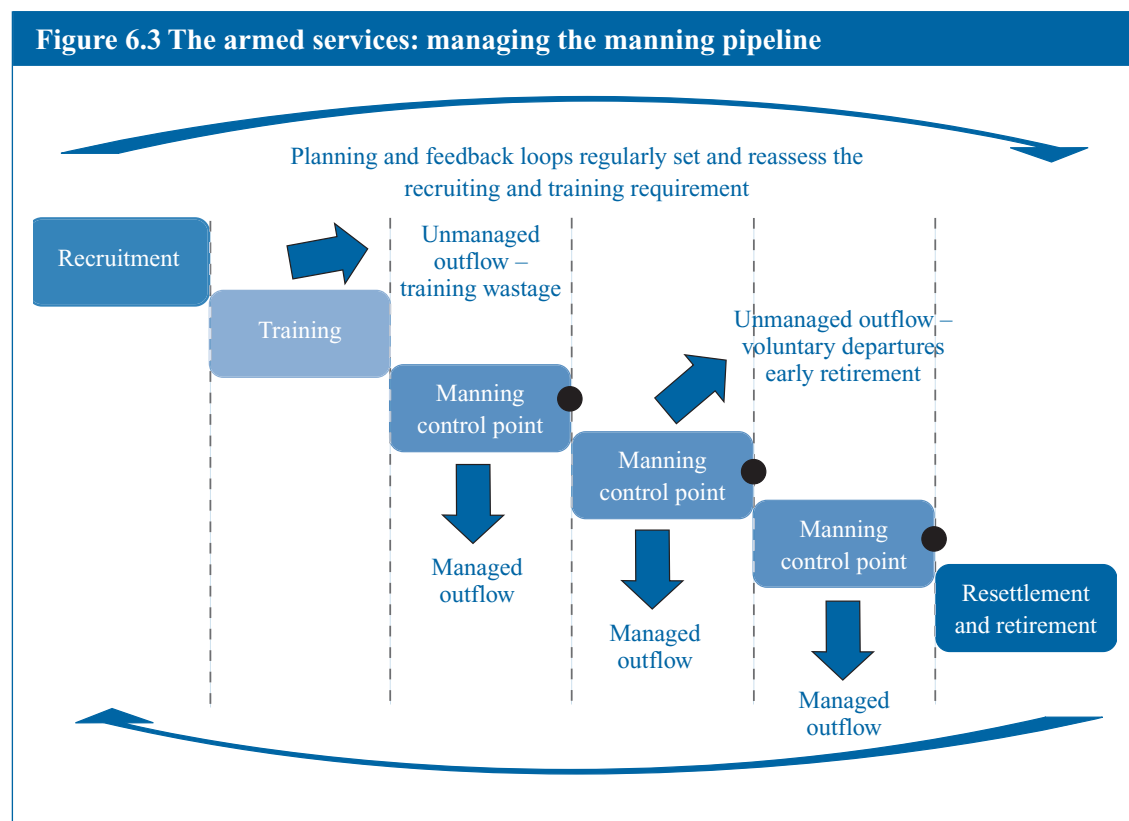 Figure 6.3 The armed services: managing the manning pipeline
Planning and feedback loops regularly set and reassess the
recruiting and training requirement
Recruitment
Unmanaged
outflow –
training wastage
Training
Unmanaged outflow –
voluntary departures
early retirement
Manning
control point
Manning
control point
Manning
control point
Managed
outflow
Resettlement
and retirement
Managed
outflow
Managed
outflow